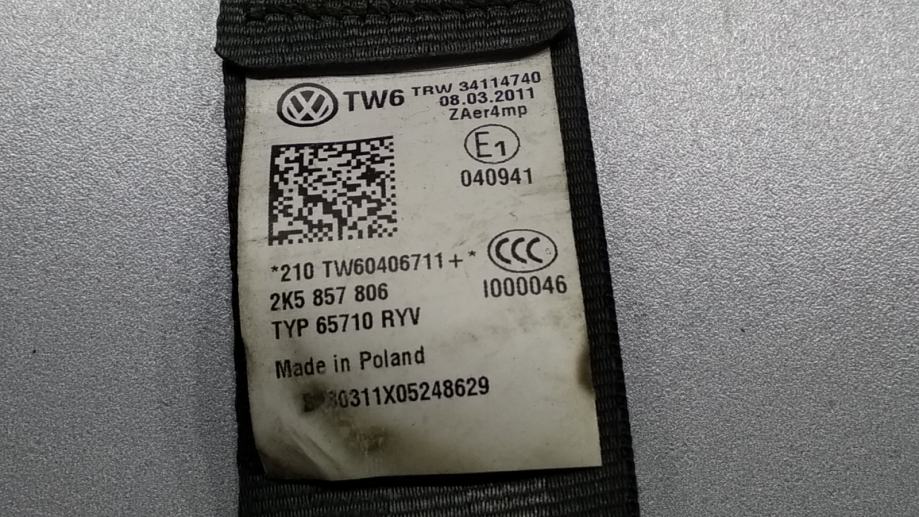 TW6 TRW 34114740
08.03.2011
ZAer4mp
E1
040941
*210 TW60406711+*
CCC
2K5 857 806
I000046
TYP 65710 RYV
Made in Poland